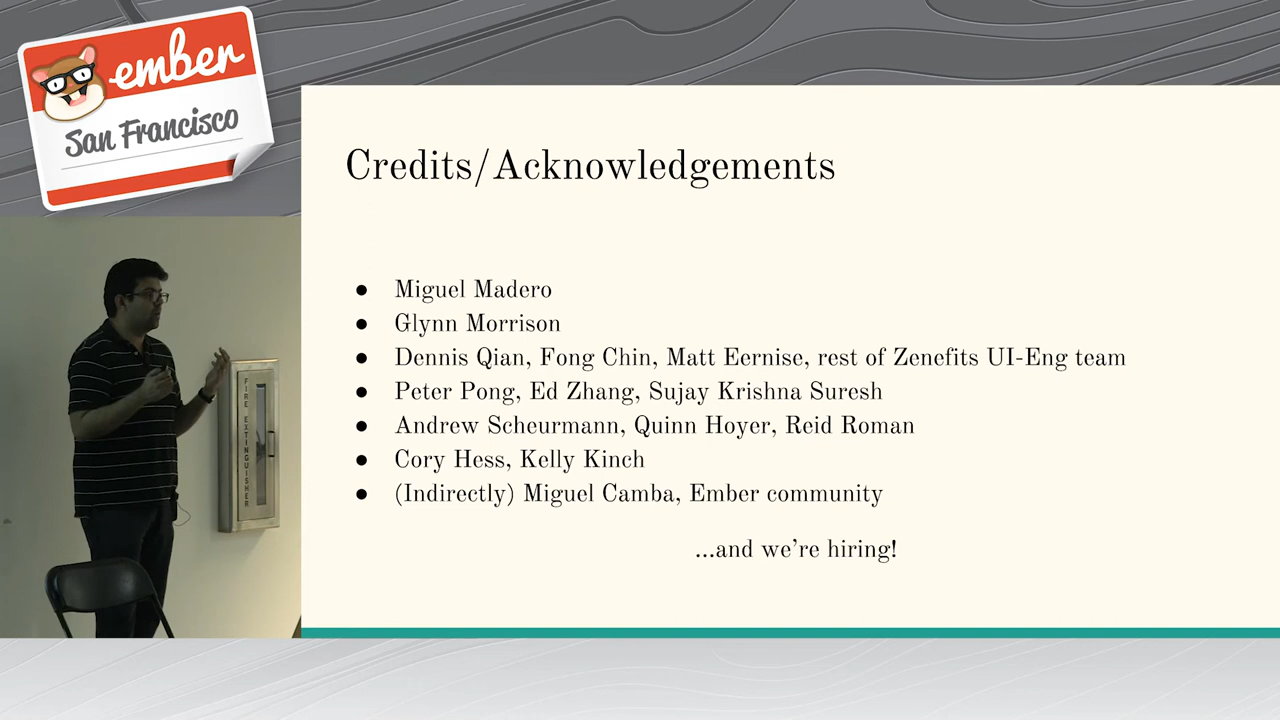 ember
San Francisco
Credits/Acknowledgements
● Miguel Madero
● Glynn Morrison
● Dennis Qian, Fong Chin, Matt Eernise, rest of Zenefits UI-Eng team
● Peter Pong, Ed Zhang, Sujay Krishna Suresh
● Andrew Scheurmann, Quinn Hoyer, Reid Roman
● Cory Hess, Kelly Kinch
● (Indirectly) Miguel Camba, Ember community
...and we're hiring!
FIRE EXTINGUISHER